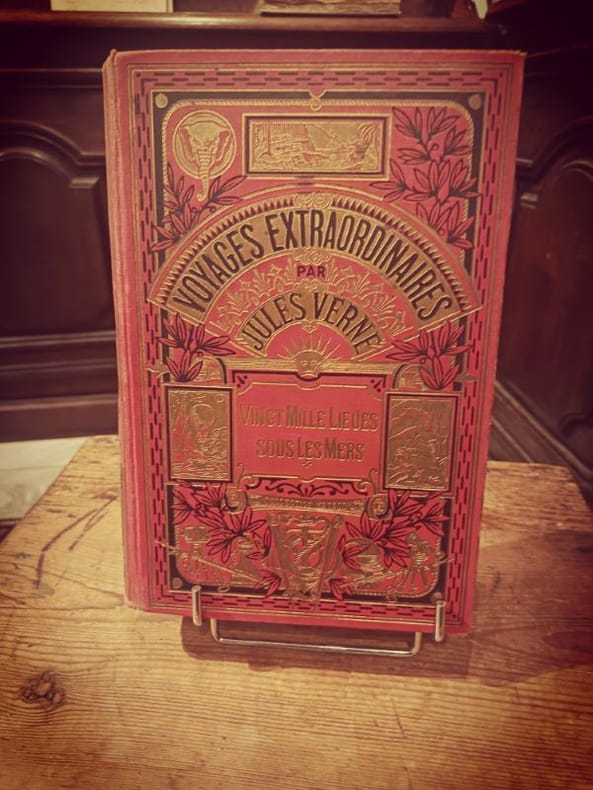 VOYAGES EXTRAORDINAIRES
PAR
JULES VERNE
VINGT MILLE LIEUES
SOUS LES MERS